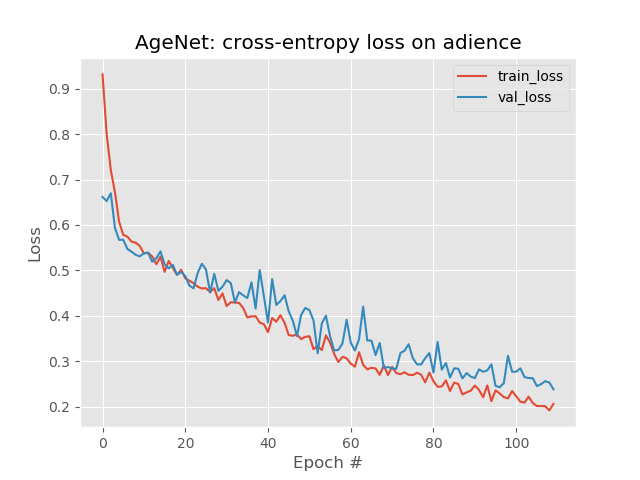 AgeNet: cross-entropy loss on adience
train_loss
val_loss
Loss
0.9
0.8
0.7
0.6
0.5
0.4
0.3
0.2
0 20 40 60 80 100
Epoch #